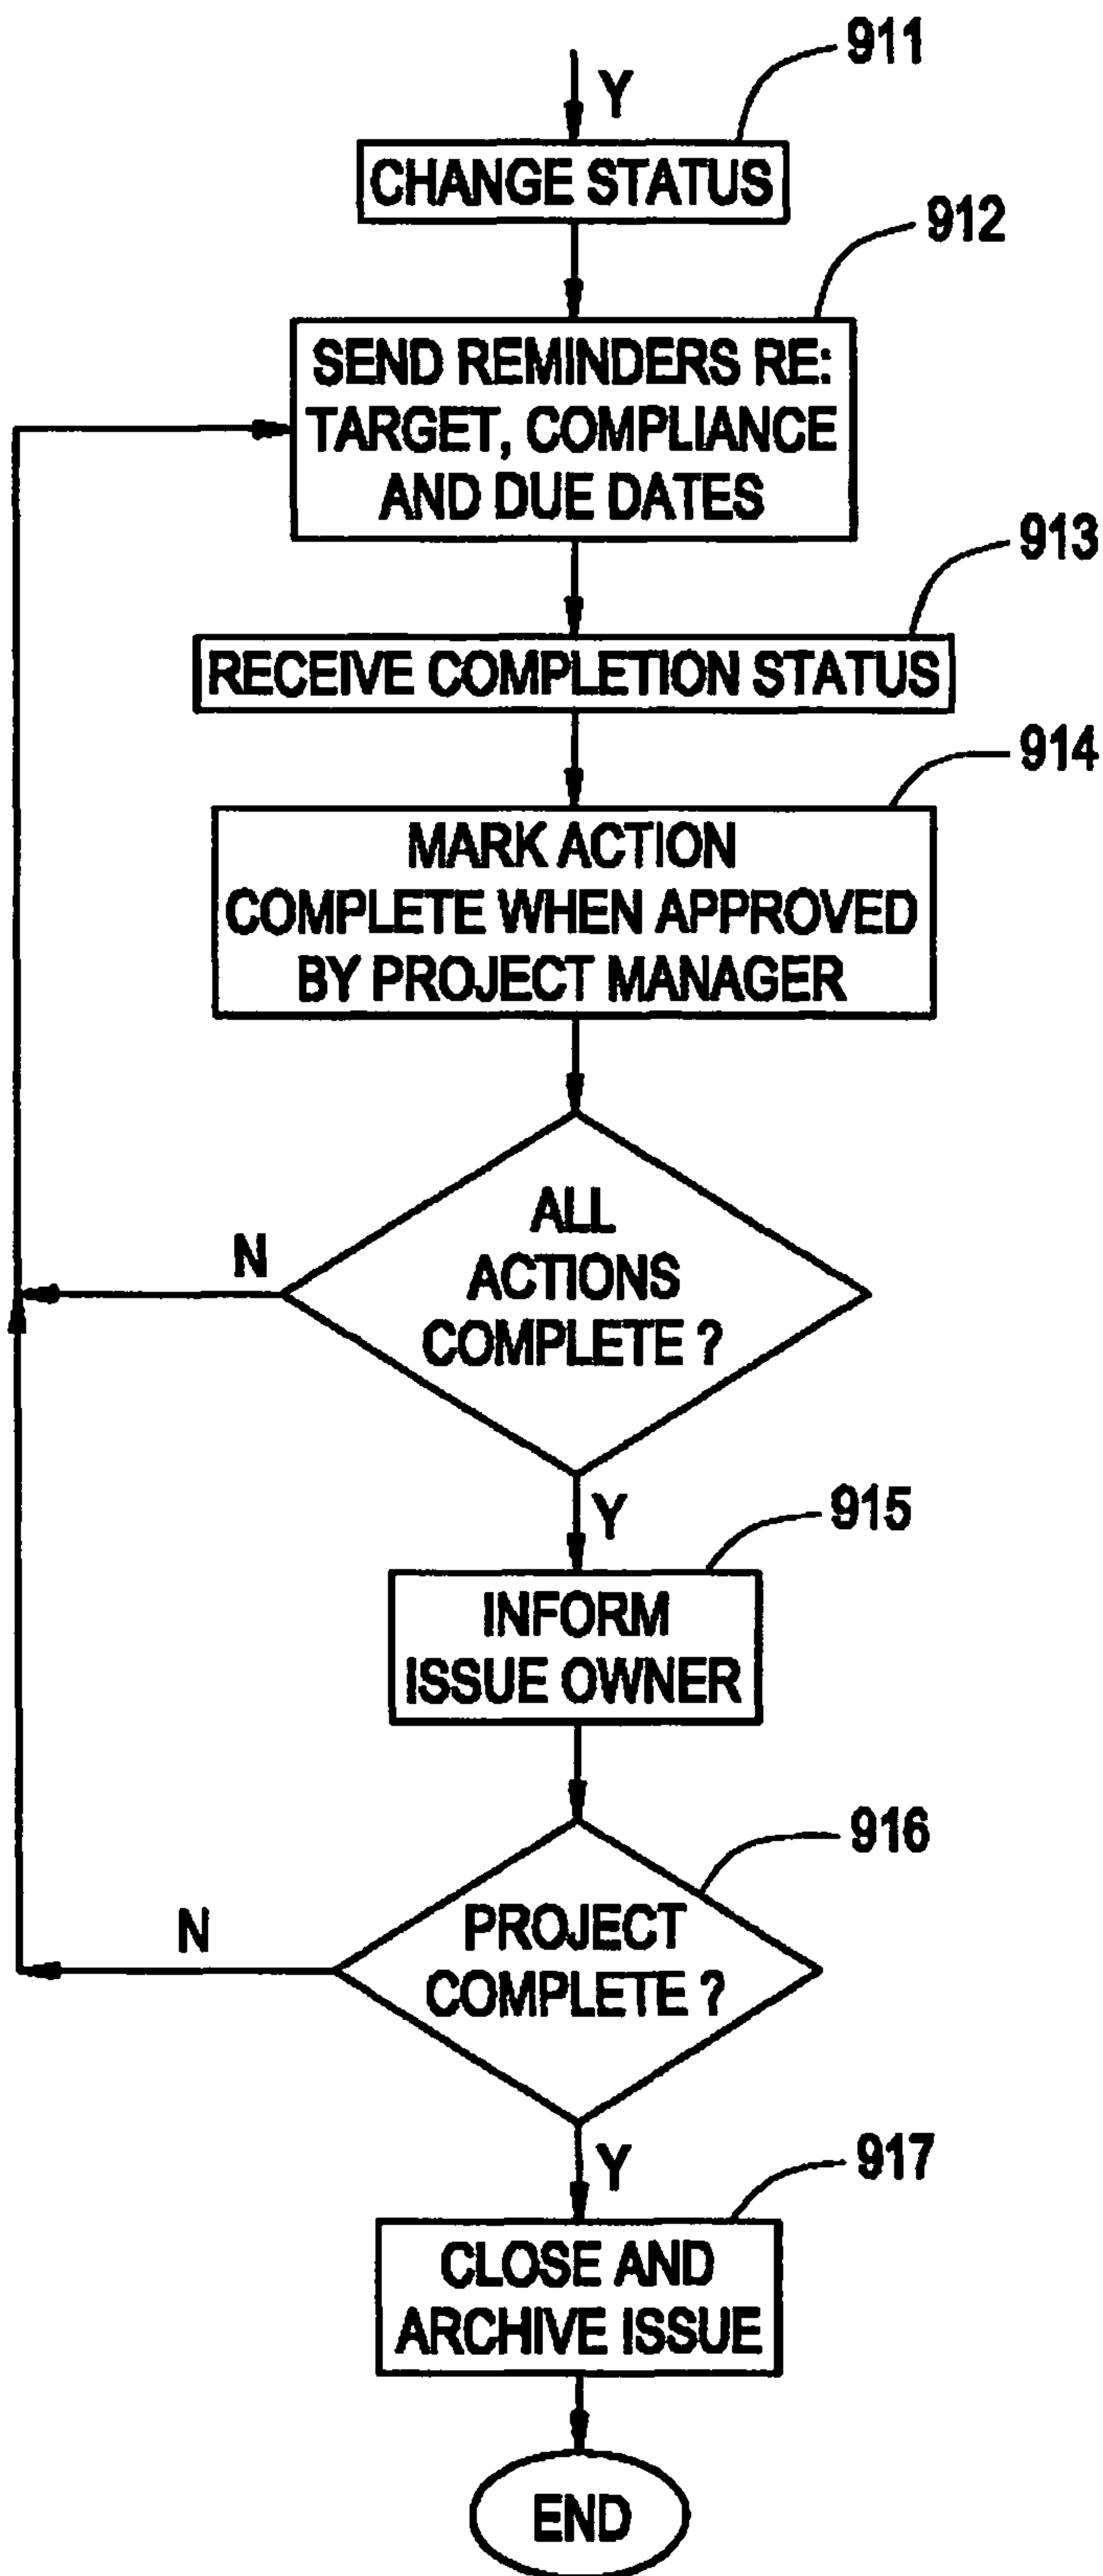 911
Y
CHANGE STATUS
912
SEND REMINDERS RE:
TARGET, COMPLIANCE
AND DUE DATES
913
RECEIVE COMPLETION STATUS
914
MARK ACTION
COMPLETE WHEN APPROVED
BY PROJECT MANAGER
ALL
ACTIONS
COMPLETE ?
N
Y
915
INFORM
ISSUE OWNER
916
PROJECT
COMPLETE ?
N
Y
917
CLOSE AND
ARCHIVE ISSUE
END